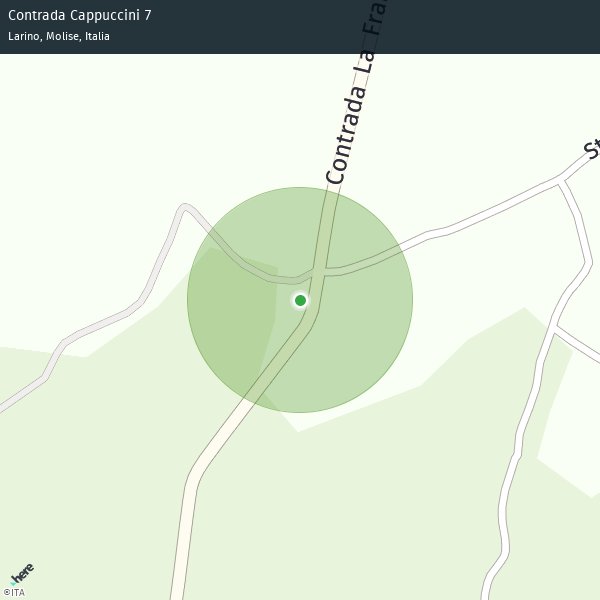 Contrada Cappuccini 7
Larino, Molise, Italia
Contrada La Fra
St
here
©ITA